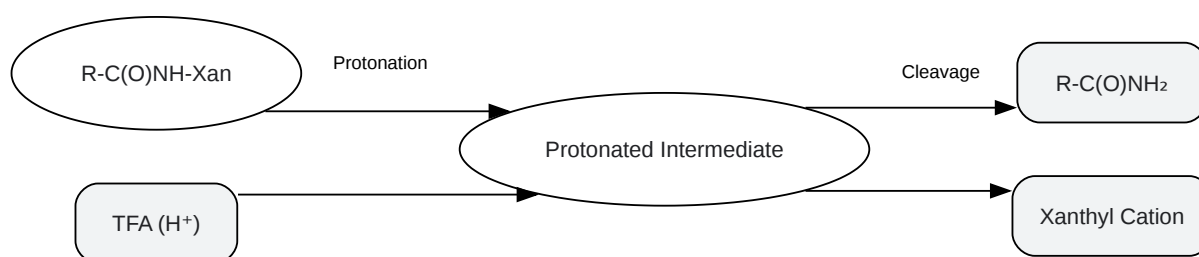 R-C(O)NH-Xan
Protonation
Cleavage
R-C(O)NH₂
Protonated Intermediate
TFA (H⁺)
Xanthyl Cation